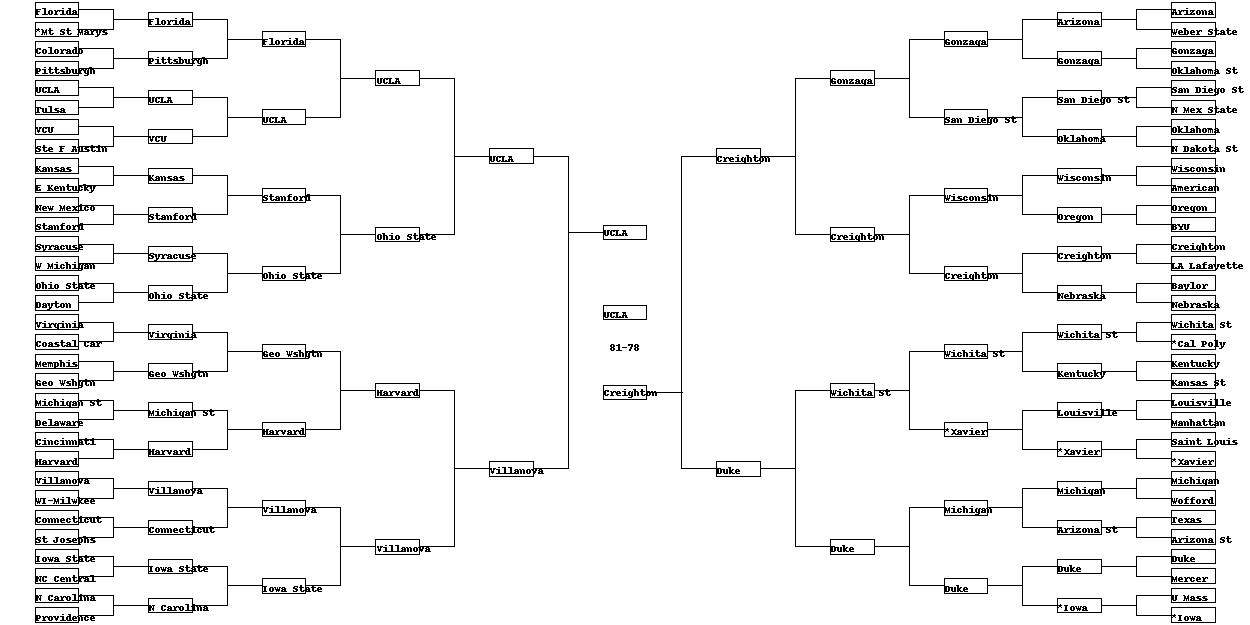 Florida
*Mt St Marys
Colorado
Pittsburgh
UCLA
Tulsa
VCU
Ste F Austin
Kansas
E Kentucky
New Mexico
Stanford
Syracuse
W Michigan
Ohio State
Dayton
Virginia
Coastal Car
Memphis
Geo Wshgtn
Michigan St
Delaware
Cincinnati
Harvard
Villanova
WI-Milwkee
Connecticut
St Josephs
Iowa State
NC Central
N Carolina
Providence
Florida
Pittsburgh
UCLA
VCU
Kansas
Stanford
Syracuse
Ohio State
Virginia
Geo Wshgtn
Michigan St
Harvard
Villanova
Connecticut
Iowa State
N Carolina
Florida
UCLA
Stanford
Ohio State
Geo Wshgtn
Harvard
Villanova
Iowa State
UCLA
Ohio State
Harvard
Villanova
UCLA
Villanova
UCLA
UCLA
81-78
Creighton
Creighton
Duke
Gonzaga
Creighton
Wichita St
Duke
Gonzaga
San Diego St
Wisconsin
Creighton
Wichita St
*Xavier
Michigan
Duke
Arizona
Gonzaga
San Diego St
Oklahoma
Wisconsin
Oregon
Creighton
Nebraska
Wichita St
Kentucky
Louisville
*Xavier
Michigan
Arizona St
Duke
*Iowa
Arizona
Weber State
Gonzaga
Oklahoma St
San Diego St
N Mex State
Oklahoma
N Dakota St
Wisconsin
American
Oregon
BYU
Creighton
LA Lafayette
Baylor
Nebraska
Wichita St
*Cal Poly
Kentucky
Kansas St
Louisville
Manhattan
Saint Louis
*Xavier
Michigan
Wofford
Texas
Arizona St
Duke
Mercer
U Mass
*Iowa